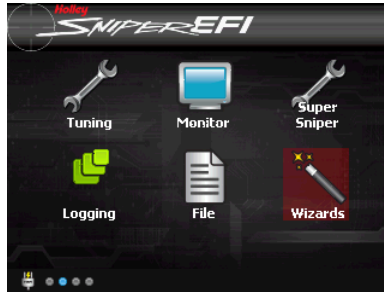 Holley
SNIPER EFI
Tuning
Monitor
Super
Sniper
Logging
File
Wizards